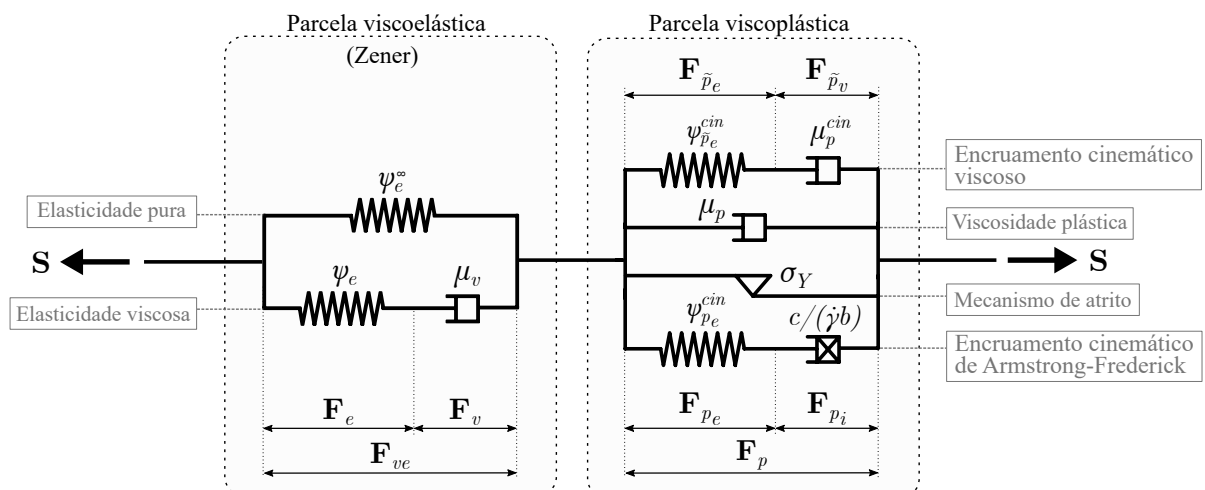 Parcela viscoelástica
(Zener)
Parcela viscoplástica
F_{p̃_e}
F_{p̃_v}
ψ_{p̃_e}^{cin}
μ_p^{cin}
Encruamento cinemático
viscoso
ψ_e^∞
μ_p
Elasticidade pura
Viscosidade plástica
S
S
ψ_e
μ_v
σ_Y
Mecanismo de atrito
Elasticidade viscosa
ψ_{p_e}^{cin}
c/(γ̇b)
Encruamento cinemático
de Armstrong-Frederick
F_e
F_v
F_{ve}
F_{p_e}
F_{p_i}
F_p